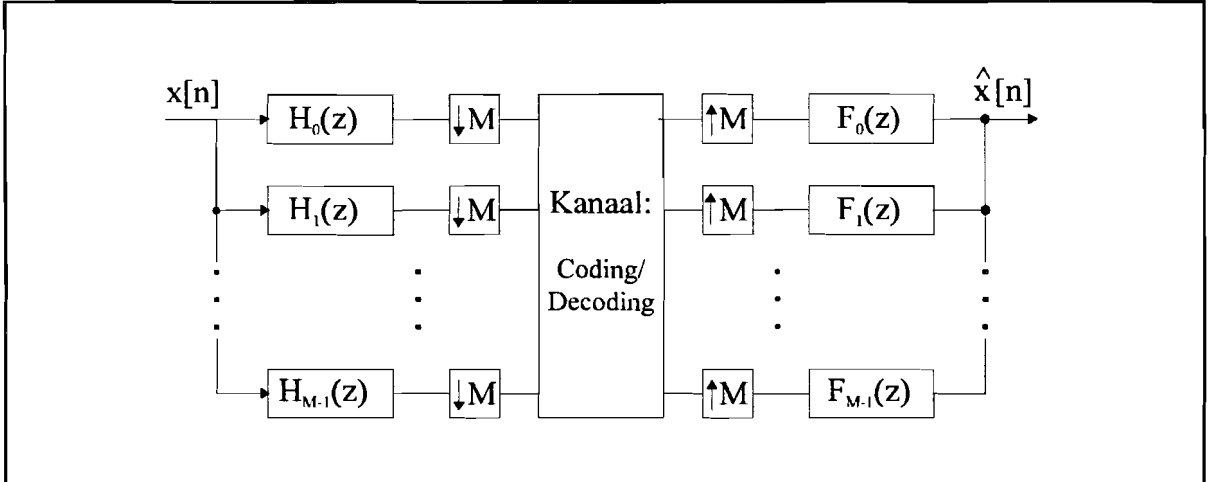 x[n]
H₀(z)
↓M
↑M
F₀(z)
x̂[n]
H₁(z)
↓M
Kanaal:
↑M
F₁(z)
Coding/
Decoding
H_{M-1}(z)
↓M
↑M
F_{M-1}(z)